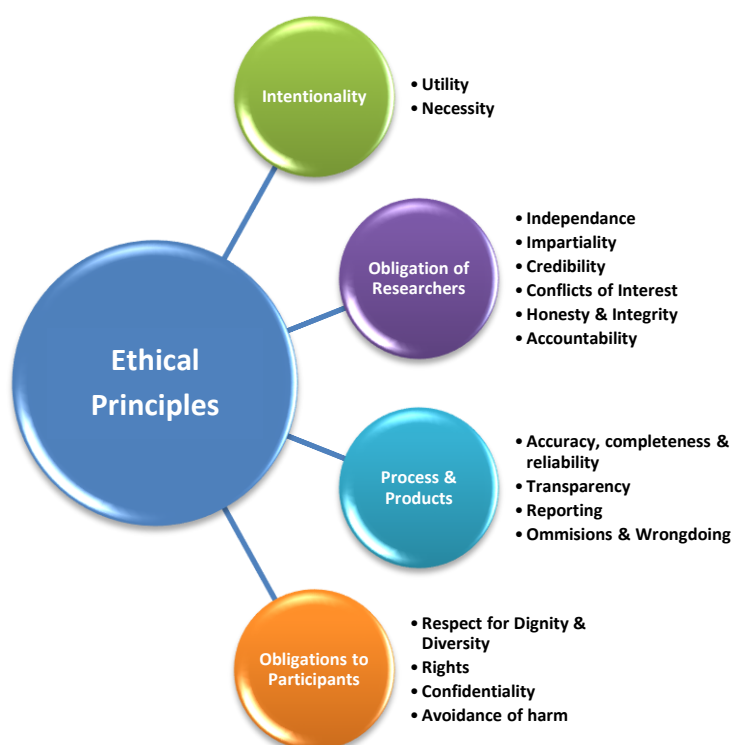 Ethical
Principles
Intentionality
• Utility
• Necessity
Obligation of
Researchers
• Independance
• Impartiality
• Credibility
• Conflicts of Interest
• Honesty & Integrity
• Accountability
Process &
Products
• Accuracy, completeness &
reliability
• Transparency
• Reporting
• Ommisions & Wrongdoing
Obligations to
Participants
• Respect for Dignity &
Diversity
• Rights
• Confidentiality
• Avoidance of harm